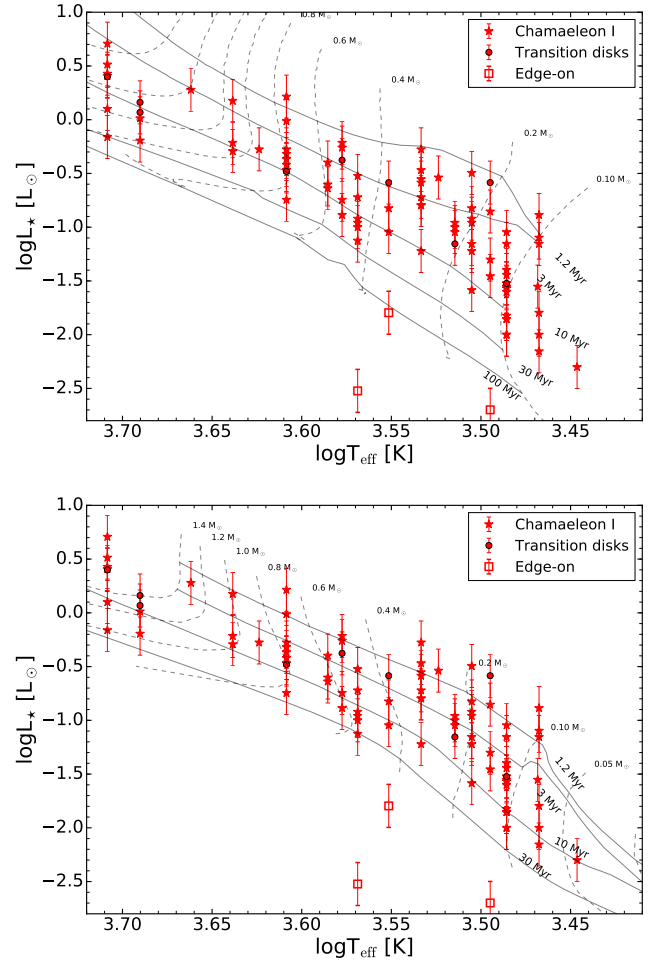 0.8 M☉
1.0
0.6 M☉
Chamaeleon I
Transition disks
Edge-on
0.5
0.4 M☉
0.0
0.2 M☉
−0.5
0.10 M☉
logL⋆ [L☉]
−1.0
1.2 Myr
−1.5
3 Myr
−2.0
10 Myr
30 Myr
−2.5
100 Myr
3.70 3.65 3.60 3.55 3.50 3.45
logTeff [K]
1.0
1.4 M☉
1.2 M☉
1.0 M☉
0.8 M☉
Chamaeleon I
Transition disks
Edge-on
0.5
0.6 M☉
0.4 M☉
0.0
0.2 M☉
−0.5
logL⋆ [L☉]
−1.0
0.10 M☉
0.05 M☉
1.2 Myr
−1.5
3 Myr
−2.0
10 Myr
30 Myr
−2.5
3.70 3.65 3.60 3.55 3.50 3.45
logTeff [K]